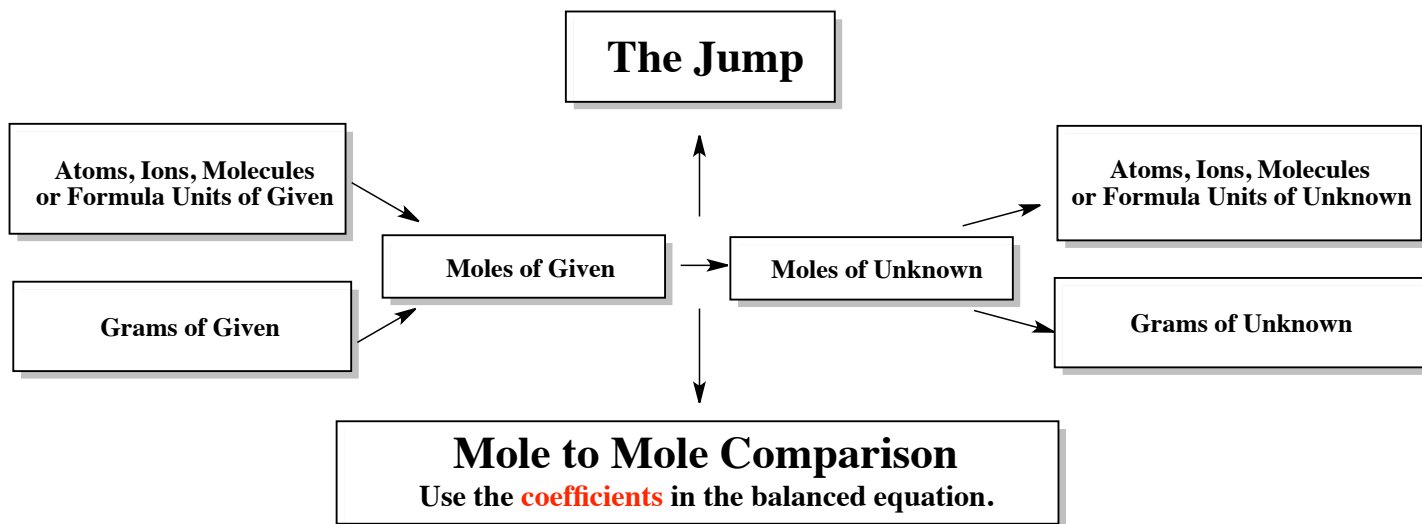 The Jump
Atoms, Ions, Molecules
or Formula Units of Given
Atoms, Ions, Molecules
or Formula Units of Unknown
Moles of Given
Moles of Unknown
Grams of Given
Grams of Unknown
Mole to Mole Comparison
Use the coefficients in the balanced equation.